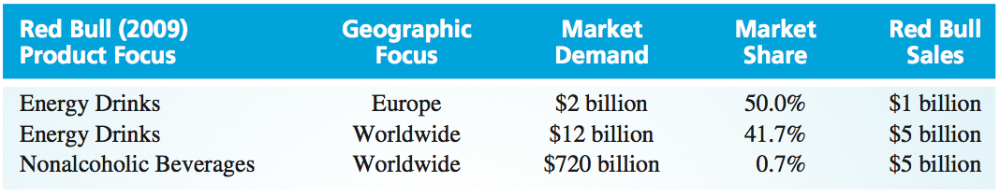 Red Bull (2009) Geographic Market Market Red Bull
Product Focus Focus Demand Share Sales
Energy Drinks Europe $2 billion 50.0% $1 billion
Energy Drinks Worldwide $12 billion 41.7% $5 billion
Nonalcoholic Beverages Worldwide $720 billion 0.7% $5 billion